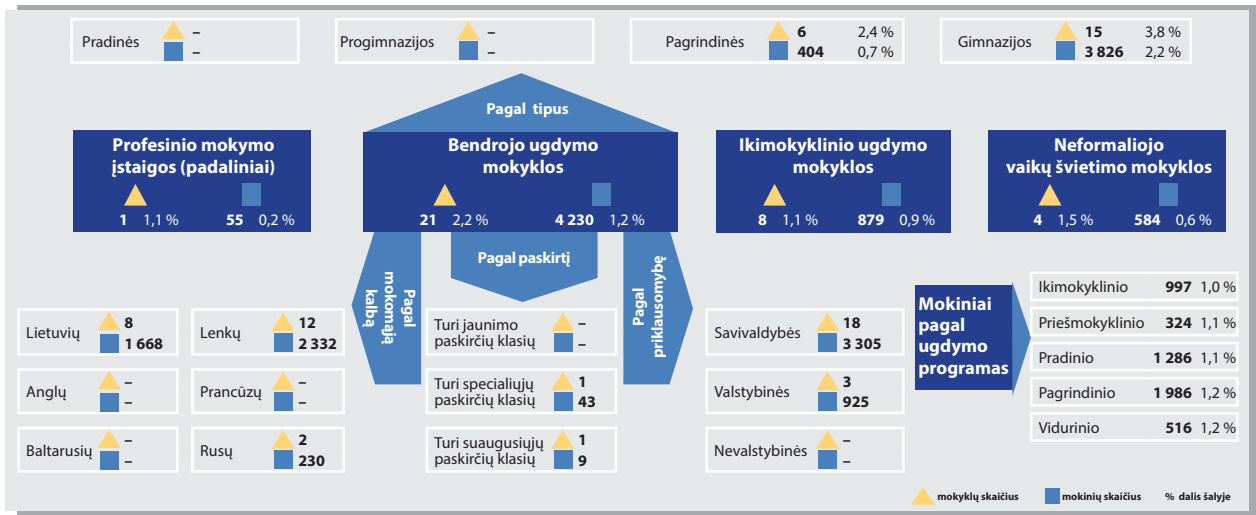 Pradinės
–
–
Progimnazijos
–
–
Pagrindinės
6 2,4 %
404 0,7 %
Gimnazijos
15 3,8 %
3 826 2,2 %
Pagal tipus
Profesinio mokymo
įstaigos (padaliniai)
1 1,1 % 55 0,2 %
Bendrojo ugdymo
mokyklos
21 2,2 % 4 230 1,2 %
Ikimokyklinio ugdymo
mokyklos
8 1,1 % 879 0,9 %
Neformaliojo
vaikų švietimo mokyklos
4 1,5 % 584 0,6 %
Pagal
mokomąją
kalbą
Pagal paskirtį
Pagal
priklausomybę
Lietuvių
8
1 668
Lenkų
12
2 332
Anglų
–
–
Prancūzų
–
–
Baltarusių
–
–
Rusų
2
230
Turi jaunimo
paskirčių klasių
–
–
Turi specialiųjų
paskirčių klasių
1
43
Turi suaugusiųjų
paskirčių klasių
1
9
Savivaldybės
18
3 305
Valstybinės
3
925
Nevalstybinės
–
–
Mokiniai
pagal
ugdymo
programas
Ikimokyklinio 997 1,0 %
Priešmokyklinio 324 1,1 %
Pradinio 1 286 1,1 %
Pagrindinio 1 986 1,2 %
Vidurinio 516 1,2 %
mokyklų skaičius mokinių skaičius % dalis šalyje